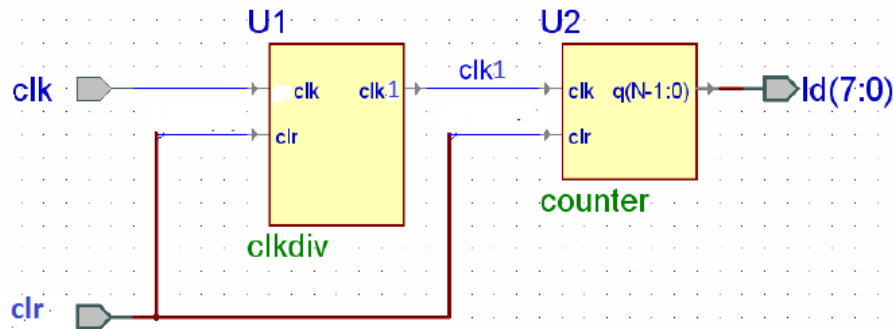 U1
U2
clk
clk
clk1
clk1
clk
q(N-1:0)
ld(7:0)
clr
clr
counter
clkdiv
clr